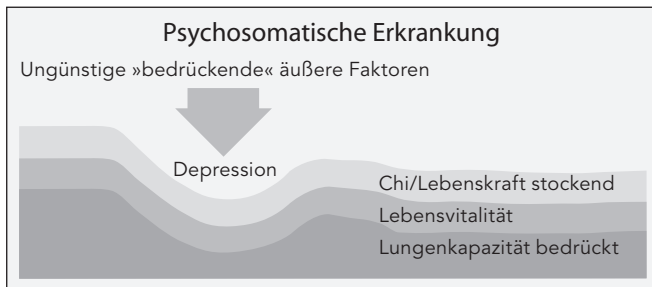 Psychosomatische Erkrankung
Ungünstige »bedrückende« äußere Faktoren
Depression
Chi/Lebenskraft stockend
Lebensvitalität
Lungenkapazität bedrückt